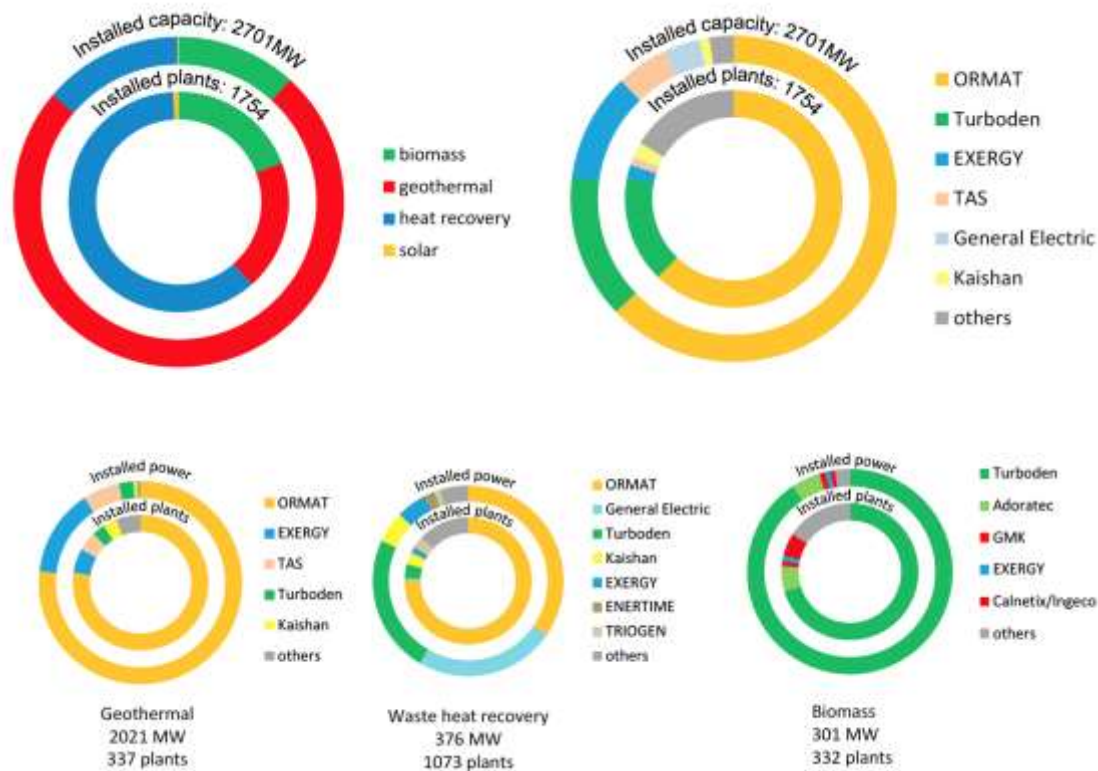 Installed capacity: 2701MW
Installed plants: 1754
biomass
geothermal
heat recovery
solar
Installed capacity: 2701MW
Installed plants: 1754
ORMAT
Turboden
EXERGY
TAS
General Electric
Kaishan
others
Installed power
Installed plants
ORMAT
EXERGY
TAS
Turboden
Kaishan
others
Geothermal
2021 MW
337 plants
Installed power
Installed plants
ORMAT
General Electric
Turboden
Kaishan
EXERGY
ENERTIME
TRIOGEN
others
Waste heat recovery
376 MW
1073 plants
Installed power
Installed plants
Turboden
Adoratec
GMK
EXERGY
Calnetix/Ingeco
others
Biomass
301 MW
332 plants